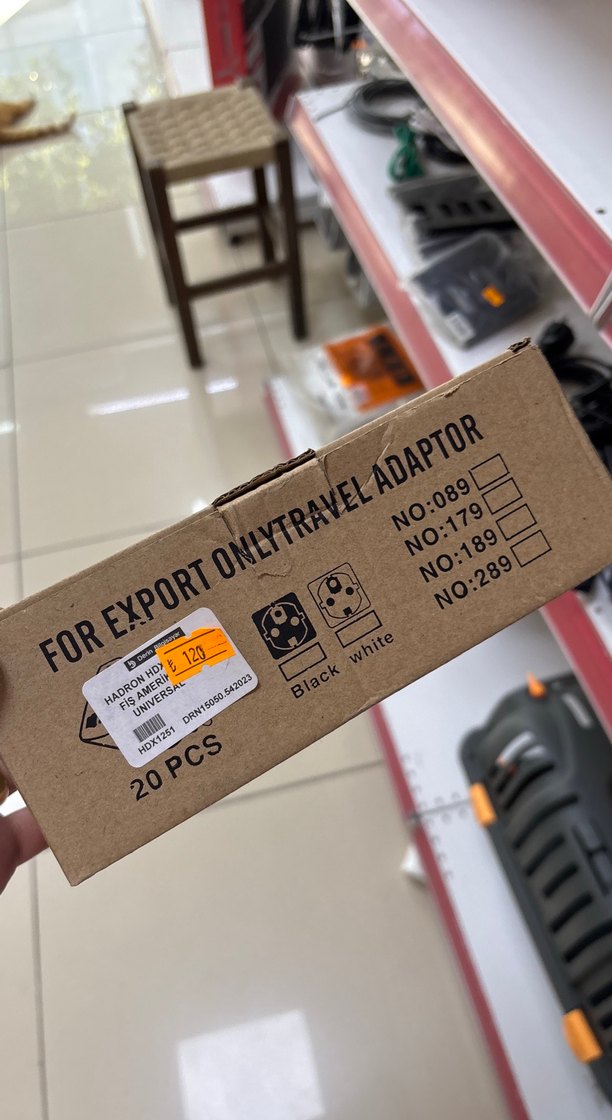 FOR EXPORT ONLYTRAVEL ADAPTOR
NO:089
NO:179
NO:189
NO:289
Black white
Derin Bilgisayar
₺ 120
HADRON HDX
FİŞ AMERİK
UNIVERSAL
HDX1251 DRN15050.542023
20 PCS